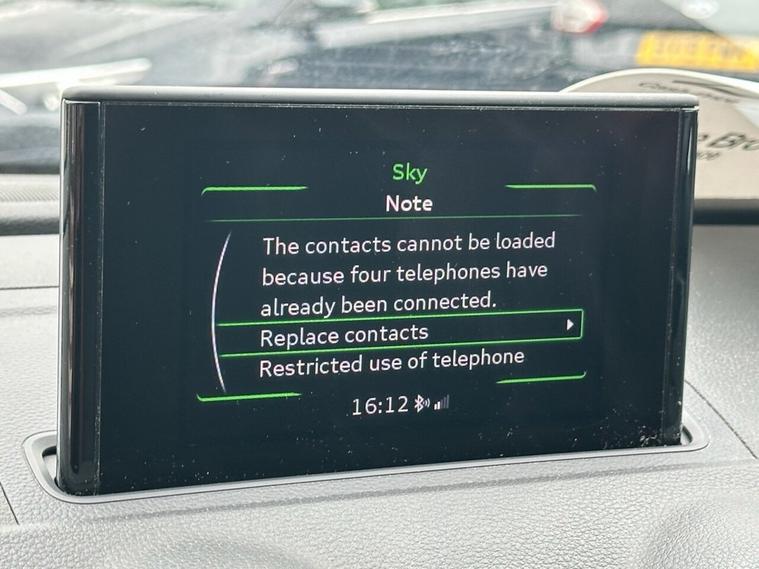 Sky
Note
The contacts cannot be loaded
because four telephones have
already been connected.
Replace contacts
Restricted use of telephone
16:12